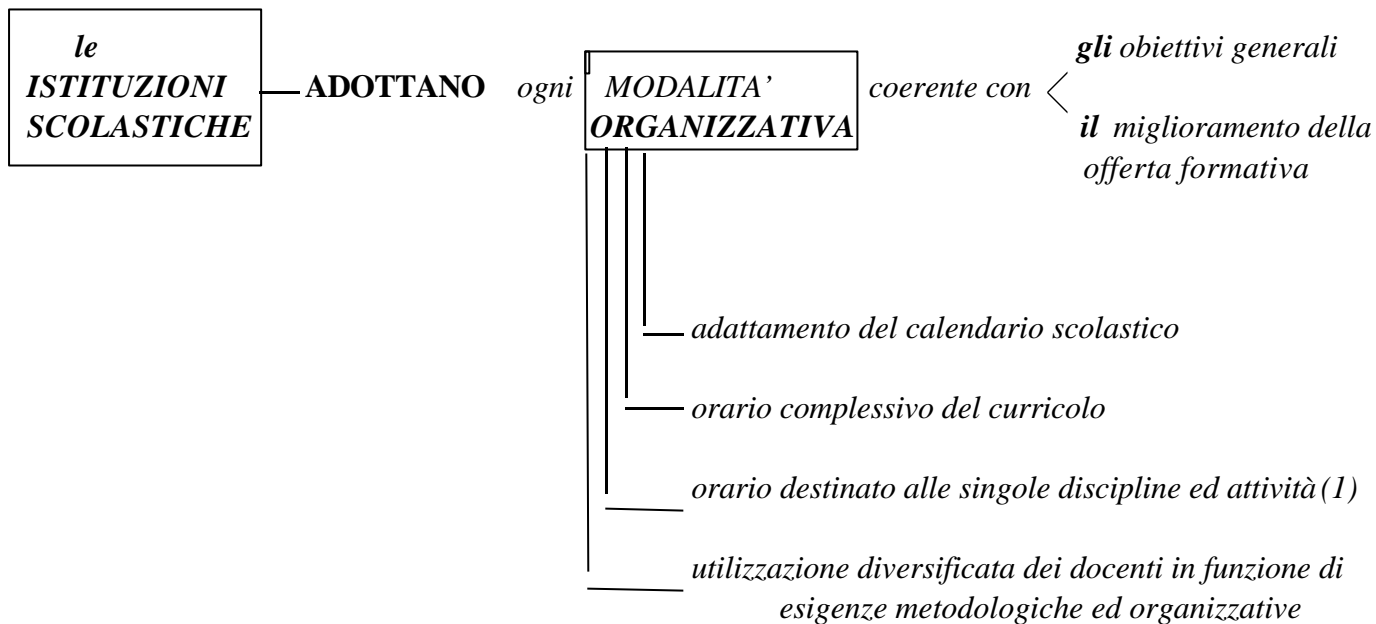 le
ISTITUZIONI
SCOLASTICHE
ADOTTANO ogni
MODALITA’
ORGANIZZATIVA
coerente con
gli obiettivi generali
il miglioramento della
offerta formativa
adattamento del calendario scolastico
orario complessivo del curricolo
orario destinato alle singole discipline ed attività (1)
utilizzazione diversificata dei docenti in funzione di
esigenze metodologiche ed organizzative